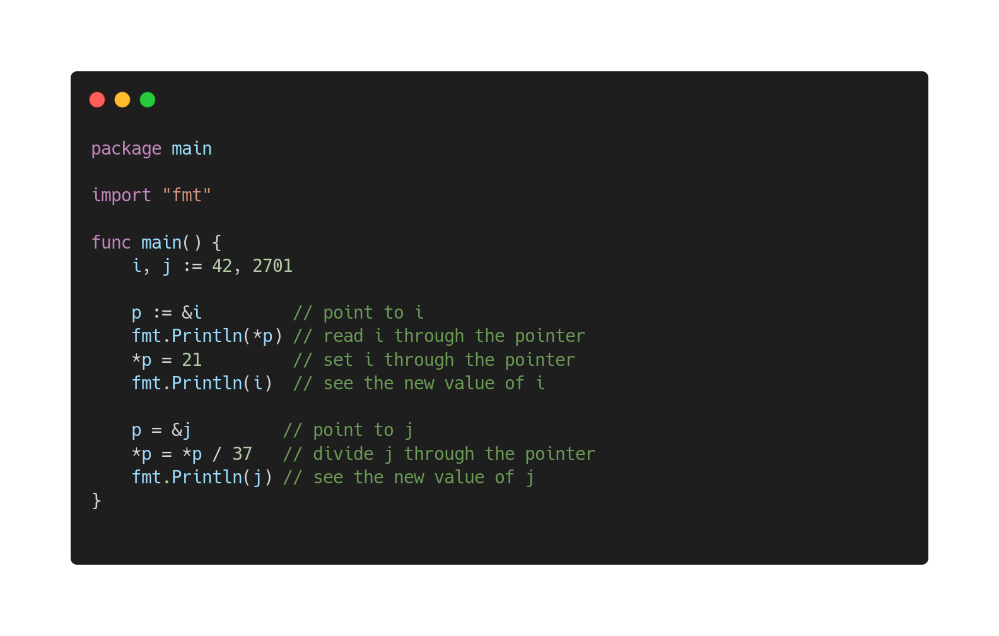 package main

import "fmt"

func main() {
    i, j := 42, 2701

    p := &i         // point to i
    fmt.Println(*p) // read i through the pointer
    *p = 21         // set i through the pointer
    fmt.Println(i)  // see the new value of i

    p = &j         // point to j
    *p = *p / 37   // divide j through the pointer
    fmt.Println(j) // see the new value of j
}